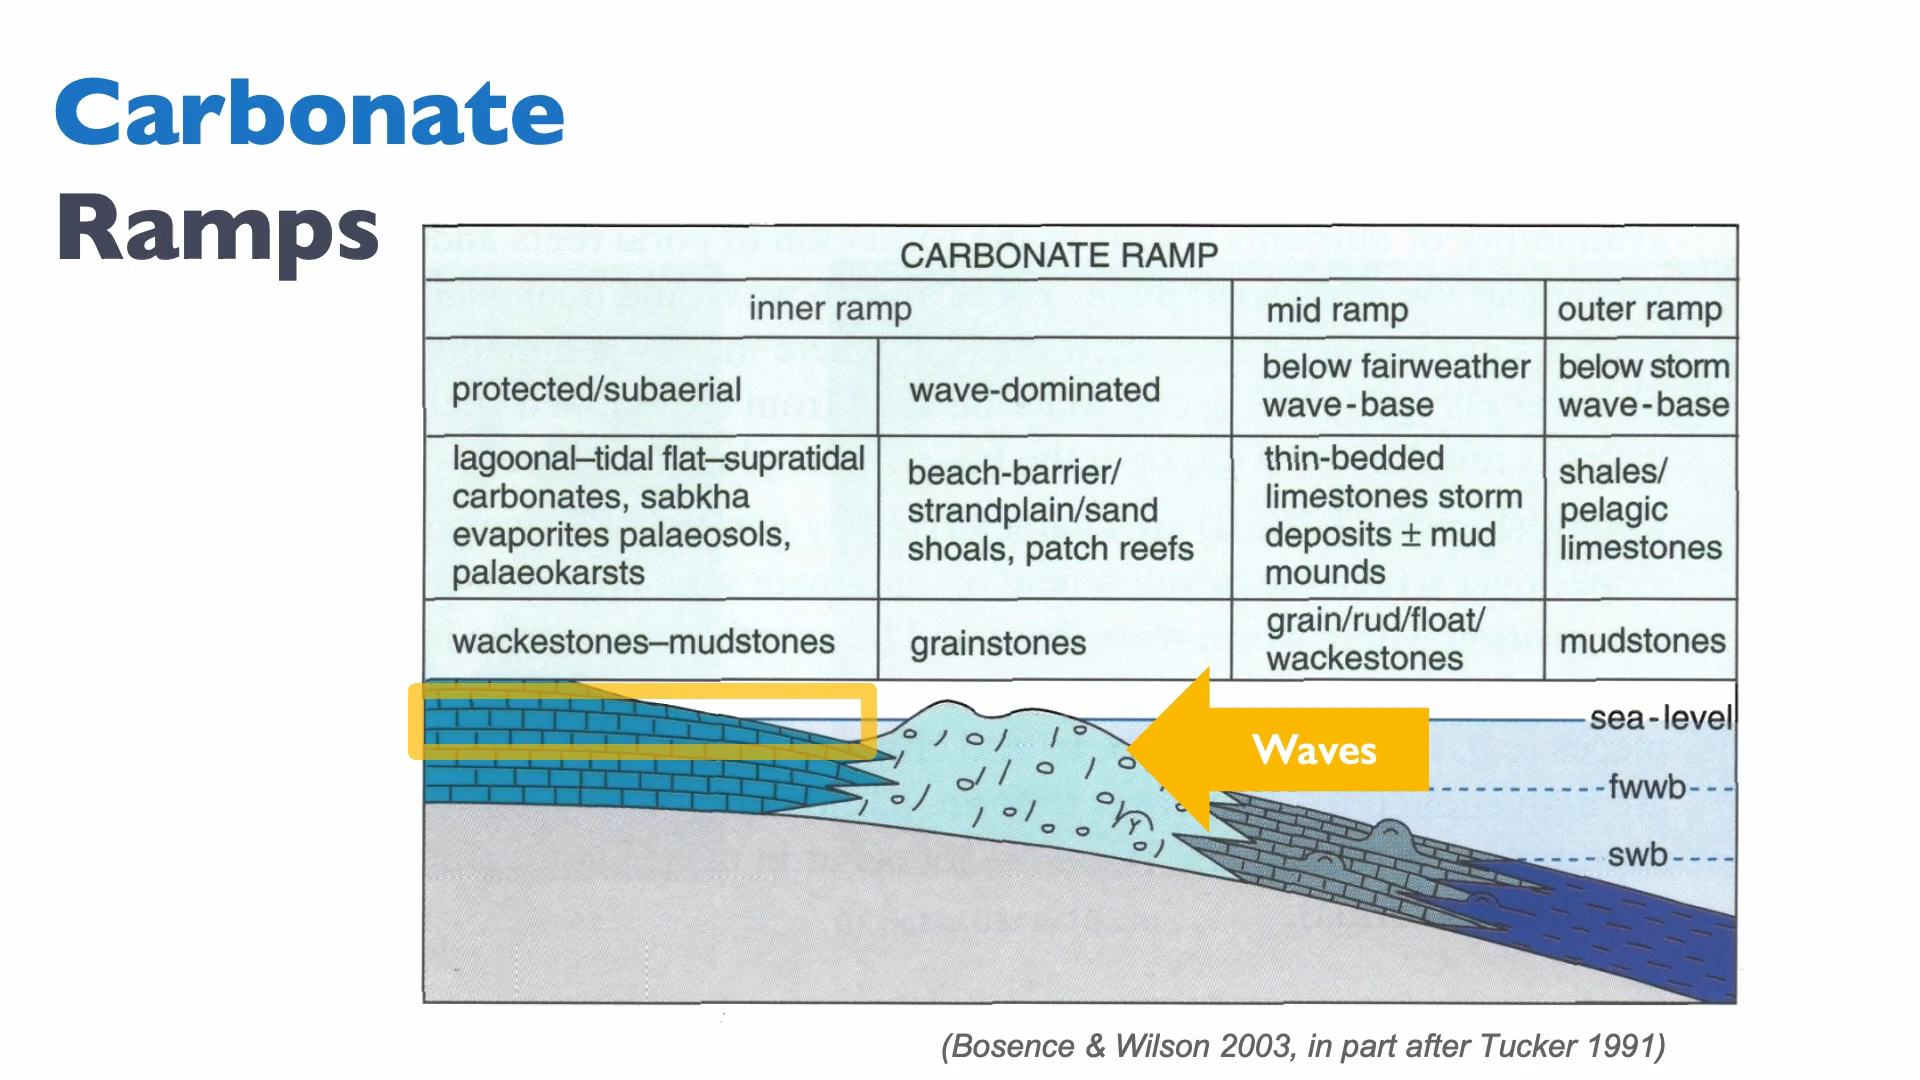 Carbonate
Ramps
CARBONATE RAMP
inner ramp
mid ramp
outer ramp
protected/subaerial
wave-dominated
below fairweather
wave-base
below storm
wave-base
lagoonal–tidal flat–supratidal
carbonates, sabkha
evaporites palaeosols,
palaeokarsts
beach-barrier/
strandplain/sand
shoals, patch reefs
thin-bedded
limestones storm
deposits ± mud
mounds
shales/
pelagic
limestones
wackestones–mudstones
grainstones
grain/rud/float/
wackestones
mudstones
sea-level
Waves
fwwb
swb
(Bosence & Wilson 2003, in part after Tucker 1991)